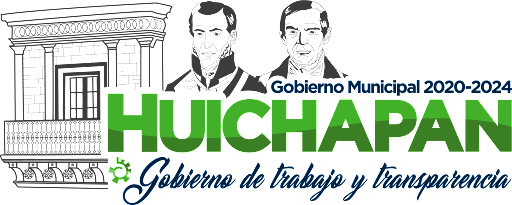 Gobierno Municipal 2020-2024
HUICHAPAN
Gobierno de trabajo y transparencia